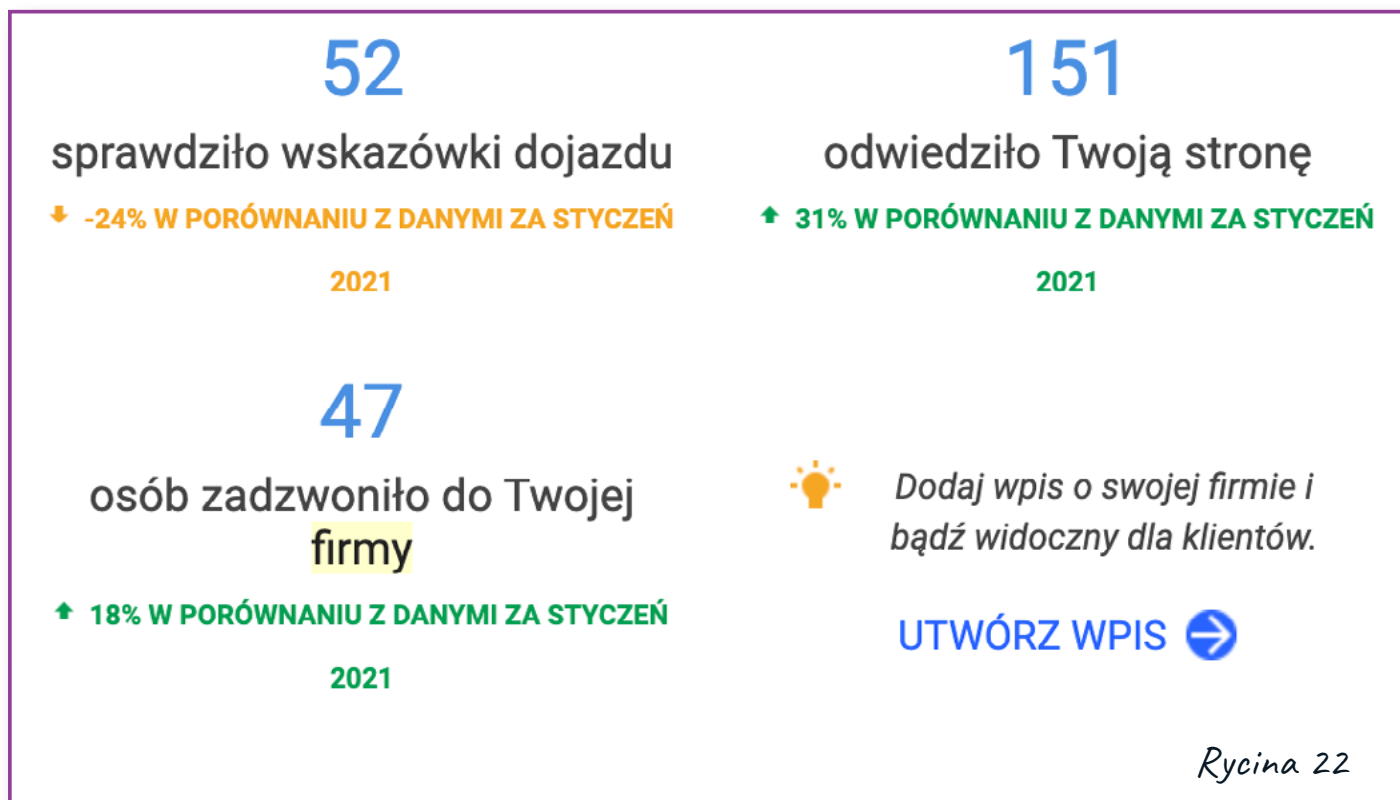 52
sprawdziło wskazówki dojazdu
-24% W PORÓWNANIU Z DANYMI ZA STYCZEŃ
2021
151
odwiedziło Twoją stronę
31% W PORÓWNANIU Z DANYMI ZA STYCZEŃ
2021
47
osób zadzwoniło do Twojej
firmy
18% W PORÓWNANIU Z DANYMI ZA STYCZEŃ
2021
Dodaj wpis o swojej firmie i
bądź widoczny dla klientów.
UTWÓRZ WPIS
Rycina 22